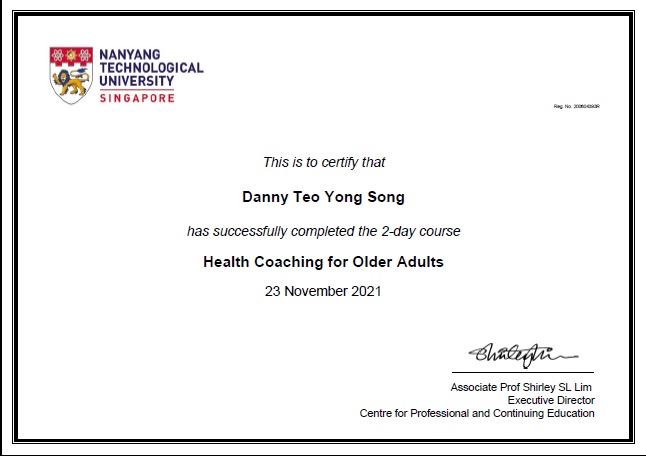 NANYANG
TECHNOLOGICAL
UNIVERSITY
SINGAPORE
Reg. No. 200604393R
This is to certify that
Danny Teo Yong Song
has successfully completed the 2-day course
Health Coaching for Older Adults
23 November 2021
Associate Prof Shirley SL Lim
Executive Director
Centre for Professional and Continuing Education